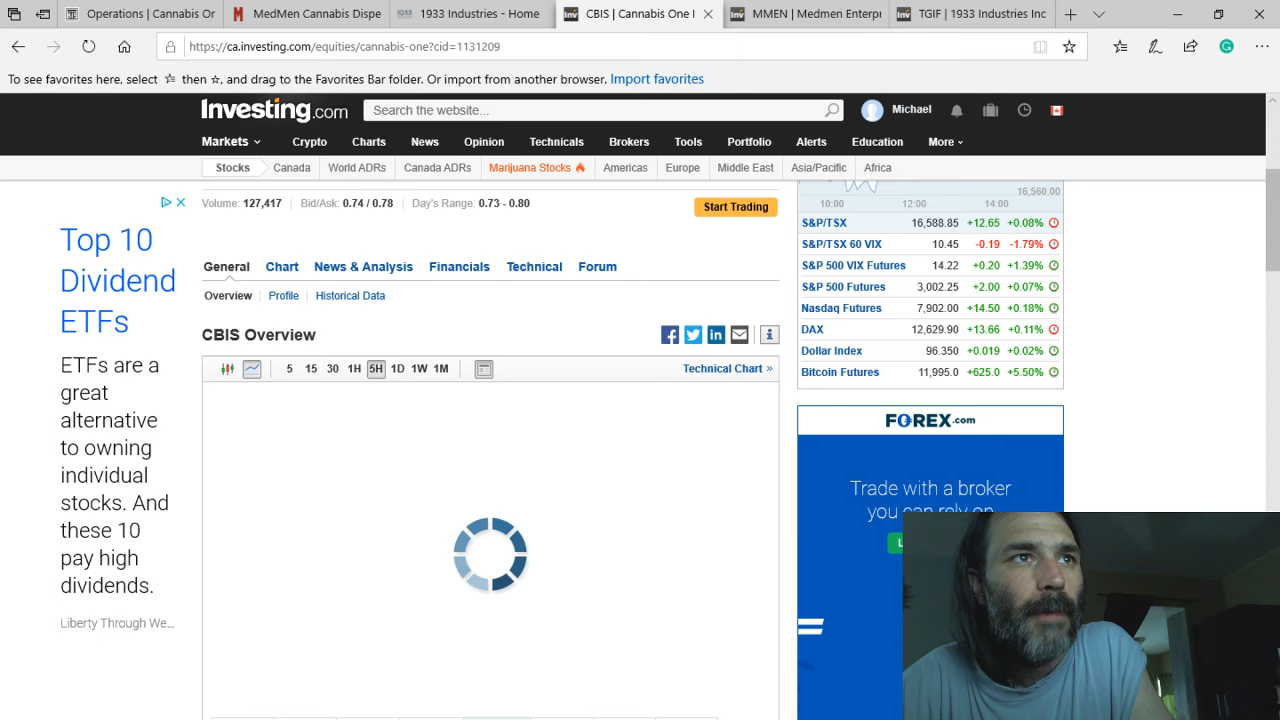 Operations | Cannabis Or
MedMen Cannabis Dispe
1933 Industries - Home
CBIS | Cannabis One I
MMEN | Medmen Enterpr
TGIF | 1933 Industries Inc
https://ca.investing.com/equities/cannabis-one?cid=1131209
To see favorites here, select ☆ then ☆, and drag to the Favorites Bar folder. Or import from another browser. Import favorites
Investing.com
Search the website...
Michael
Markets Crypto Charts News Opinion Technicals Brokers Tools Portfolio Alerts Education More
Stocks Canada World ADRs Canada ADRs Marijuana Stocks Americas Europe Middle East Asia/Pacific Africa
Volume: 127,417 Bid/Ask: 0.74 / 0.78 Day's Range: 0.73 - 0.80
Start Trading
General Chart News & Analysis Financials Technical Forum
Overview Profile Historical Data
CBIS Overview
5 15 30 1H 5H 1D 1W 1M
Technical Chart »
Top 10
Dividend
ETFs
ETFs are a
great
alternative
to owning
individual
stocks. And
these 10
pay high
dividends.
Liberty Through We...
16,560.00
10:00 12:00 14:00
S&P/TSX 16,588.85 +12.65 +0.08%
S&P/TSX 60 VIX 10.45 -0.19 -1.79%
S&P 500 VIX Futures 14.22 +0.20 +1.39%
S&P 500 Futures 3,002.25 +2.00 +0.07%
Nasdaq Futures 7,902.00 +14.50 +0.18%
DAX 12,629.90 +13.66 +0.11%
Dollar Index 96.350 +0.019 +0.02%
Bitcoin Futures 11,995.0 +625.0 +5.50%
FOREX.com
Trade with a broker
you can rely on